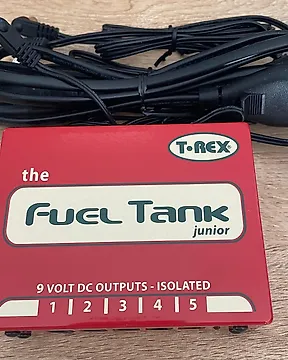 T-REX®
the
FUEL TANK
junior
9 VOLT DC OUTPUTS - ISOLATED
1 | 2 | 3 | 4 | 5